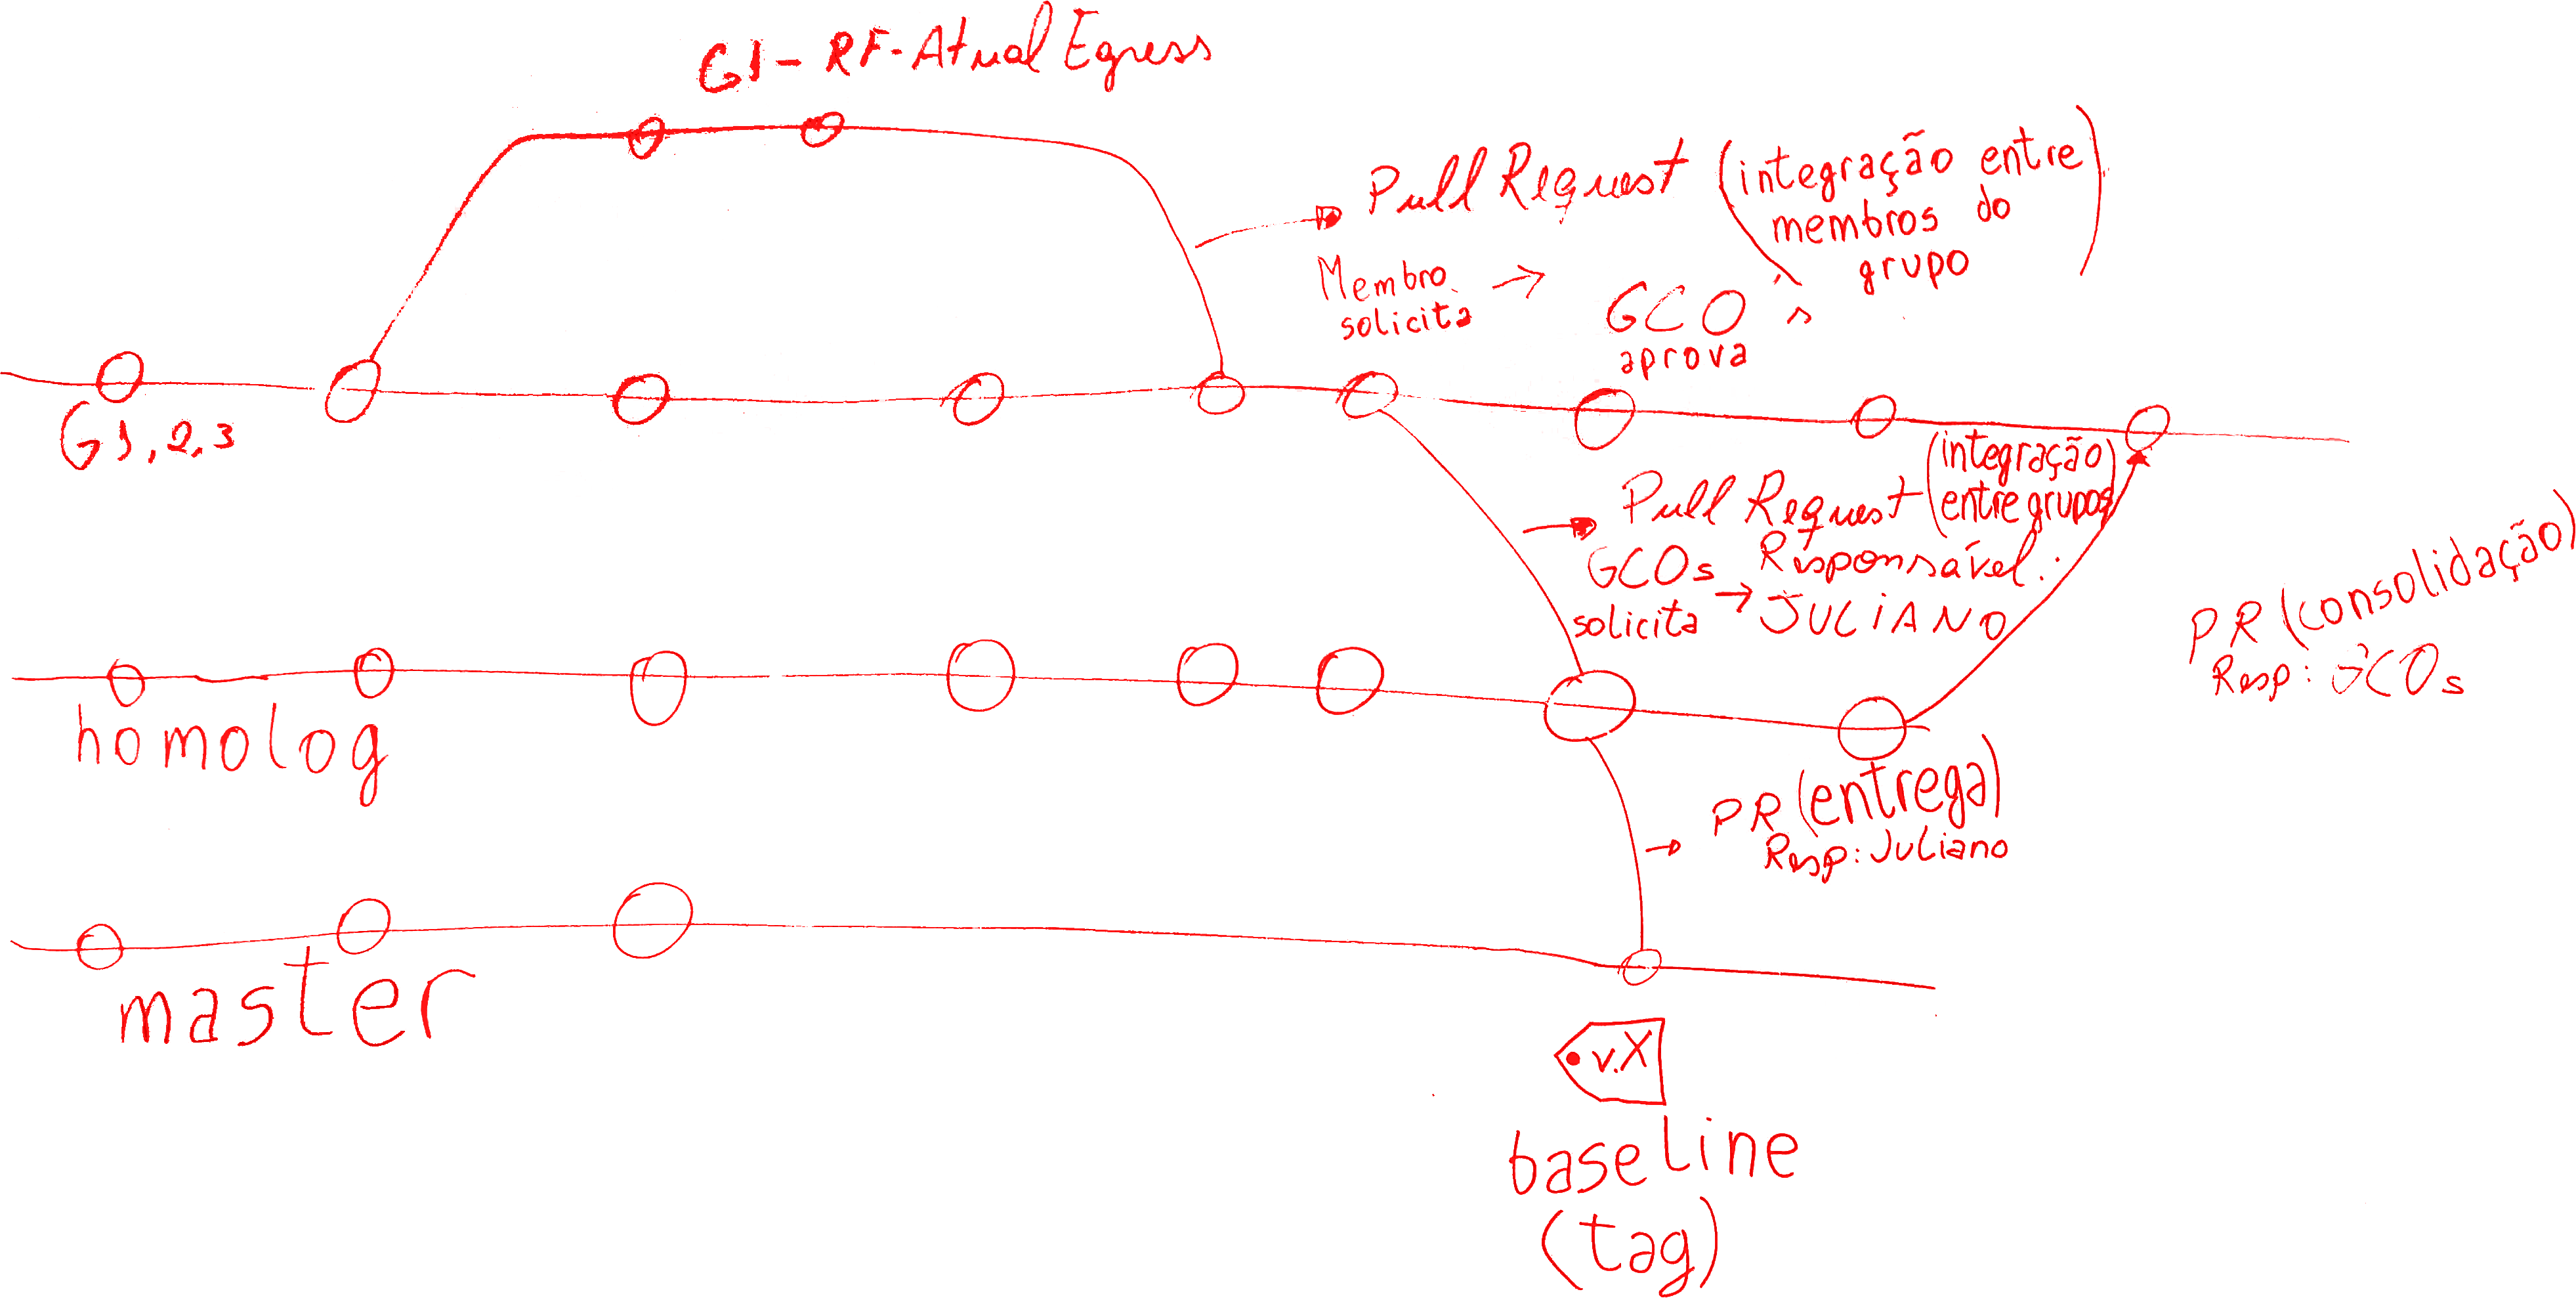 G1-RF-Atual Egress
Pull Request (integração entre
membros do
grupo)
Membro → GCO
solicita
aprova
G1,2,3
Pull Request (integração
entre grupos)
GCOs Responsável:
solicita → JULIANO
PR (consolidação)
Resp: GCOs
homolog
PR (entrega)
Resp: Juliano
master
v.X
baseline
(tag)